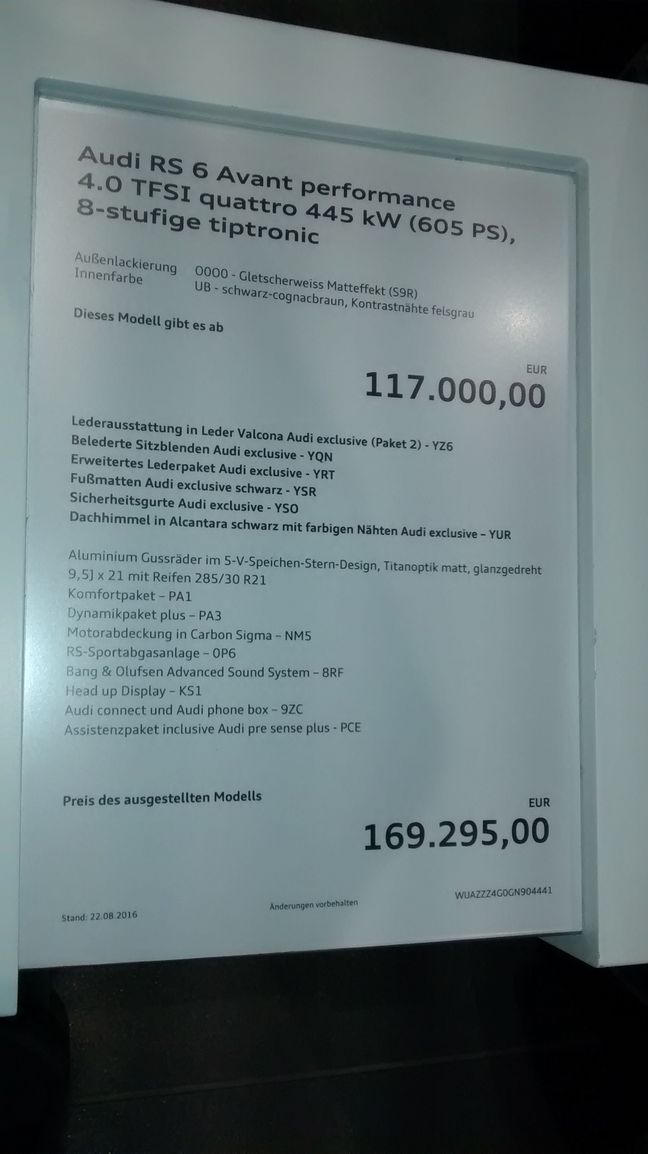 Audi RS 6 Avant performance
4.0 TFSI quattro 445 kW (605 PS),
8-stufige tiptronic
Außenlackierung 0000 - Gletscherweiss Matteffekt (S9R)
Innenfarbe UB - schwarz-cognacbraun, Kontrastnähte felsgrau
Dieses Modell gibt es ab
EUR
117.000,00
Lederausstattung in Leder Valcona Audi exclusive (Paket 2) - YZ6
Belederte Sitzblenden Audi exclusive - YQN
Erweitertes Lederpaket Audi exclusive - YRT
Fußmatten Audi exclusive schwarz - YSR
Sicherheitsgurte Audi exclusive - YSO
Dachhimmel in Alcantara schwarz mit farbigen Nähten Audi exclusive – YUR
Aluminium Gussräder im 5-V-Speichen-Stern-Design, Titanoptik matt, glanzgedreht
9,5J x 21 mit Reifen 285/30 R21
Komfortpaket – PA1
Dynamikpaket plus – PA3
Motorabdeckung in Carbon Sigma – NM5
RS-Sportabgasanlage – 0P6
Bang & Olufsen Advanced Sound System – 8RF
Head up Display – KS1
Audi connect und Audi phone box – 9ZC
Assistenzpaket inclusive Audi pre sense plus - PCE
Preis des ausgestellten Modells
EUR
169.295,00
Stand: 22.08.2016 Änderungen vorbehalten WUAZZZ4G0GN904441